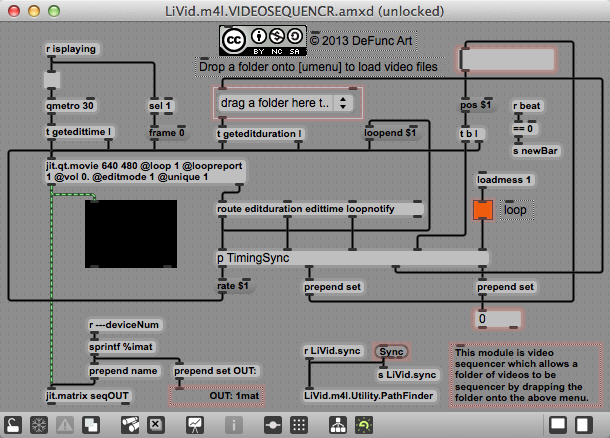 LiVid.m4l.VIDEOSEQUENCR.amxd (unlocked)
cc
BY NC SA
© 2013 DeFunc Art
r isplaying
Drop a folder onto [umenu] to load video files
qmetro 30
sel 1
drag a folder here t..
pos $1
r beat
t getedittime l
frame 0
t geteditduration l
loopend $1
t b l
== 0
s newBar
jit.qt.movie 640 480 @loop 1 @loopreport
1 @vol 0. @editmode 1 @unique 1
loadmess 1
route editduration edittime loopnotify
loop
p TimingSync
rate $1
prepend set
prepend set
0
r ---deviceNum
sprintf %imat
r LiVid.sync
Sync
This module is video
sequencer which allows a
folder of videos to be
sequencer by drapping the
folder onto the above menu.
prepend name
prepend set OUT:
s LiVid.sync
jit.matrix seqOUT
OUT: 1mat
LiVid.m4l.Utility.PathFinder